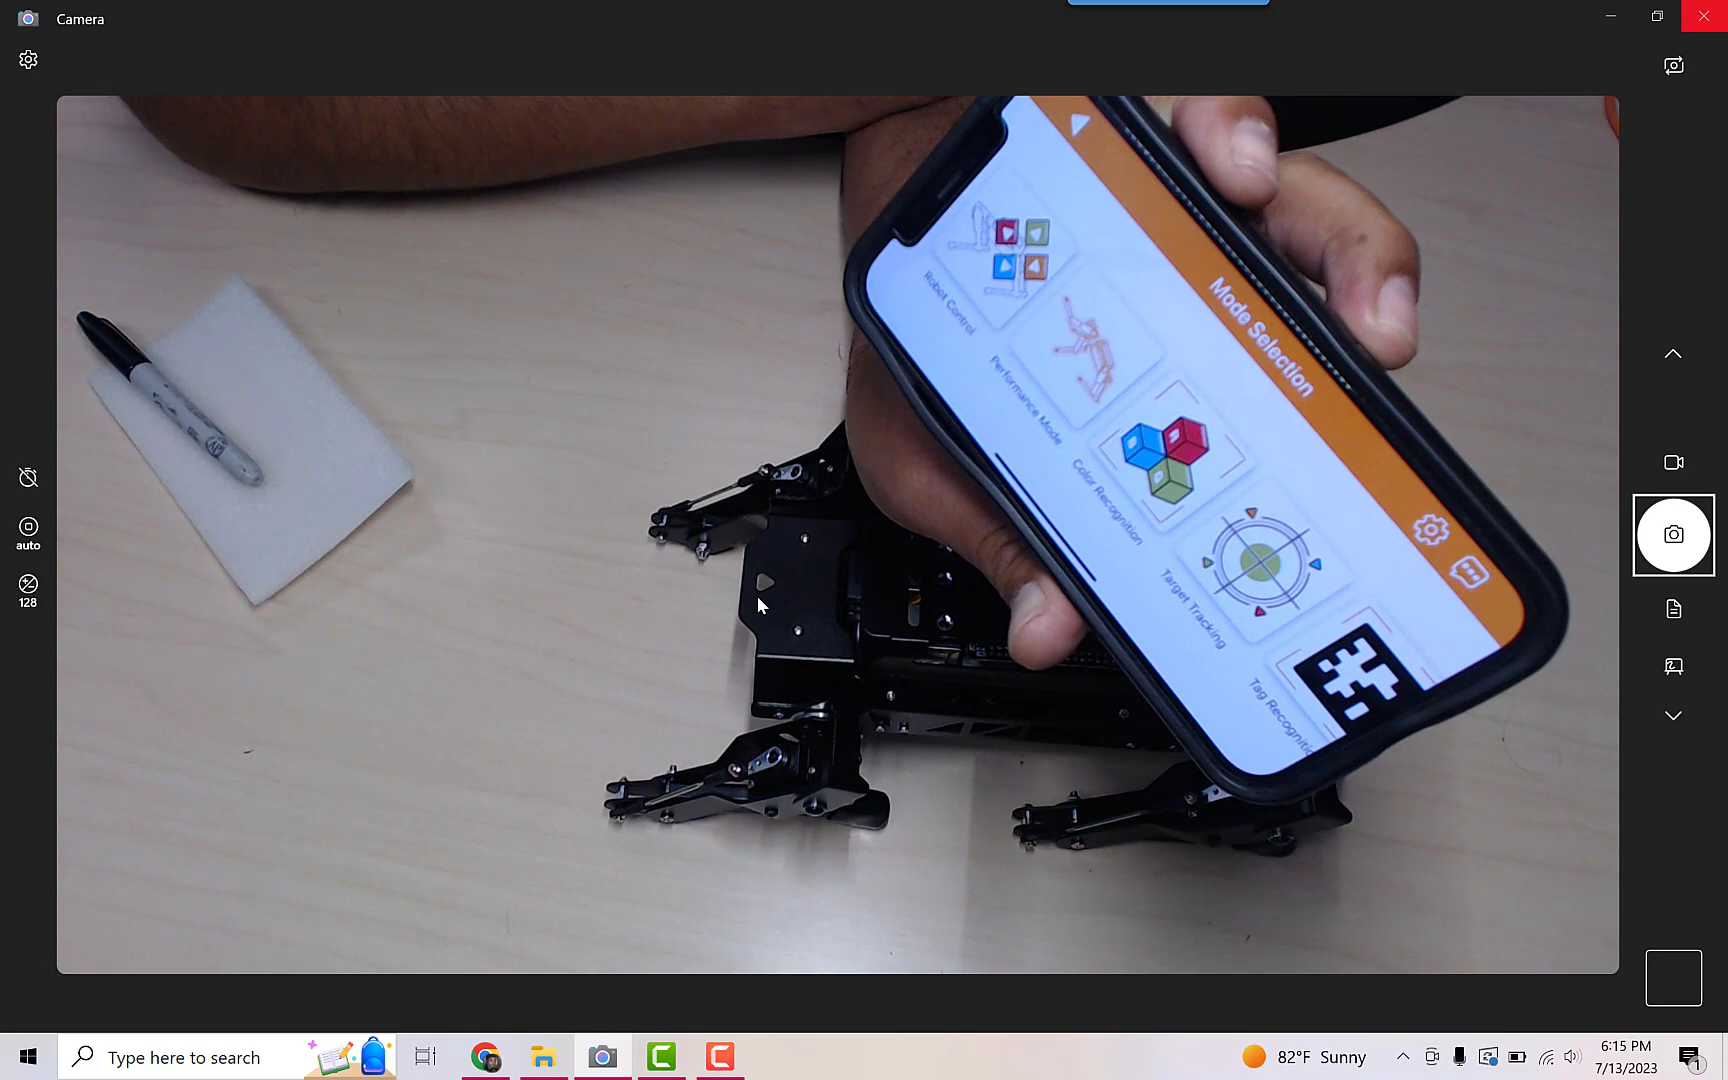 Camera
Mode Selection
Robot Control
Performance Mode
Color Recognition
Target Tracking
Tag
R
auto
128
Type here to search
82°F Sunny
6:15 PM
7/13/2023
1